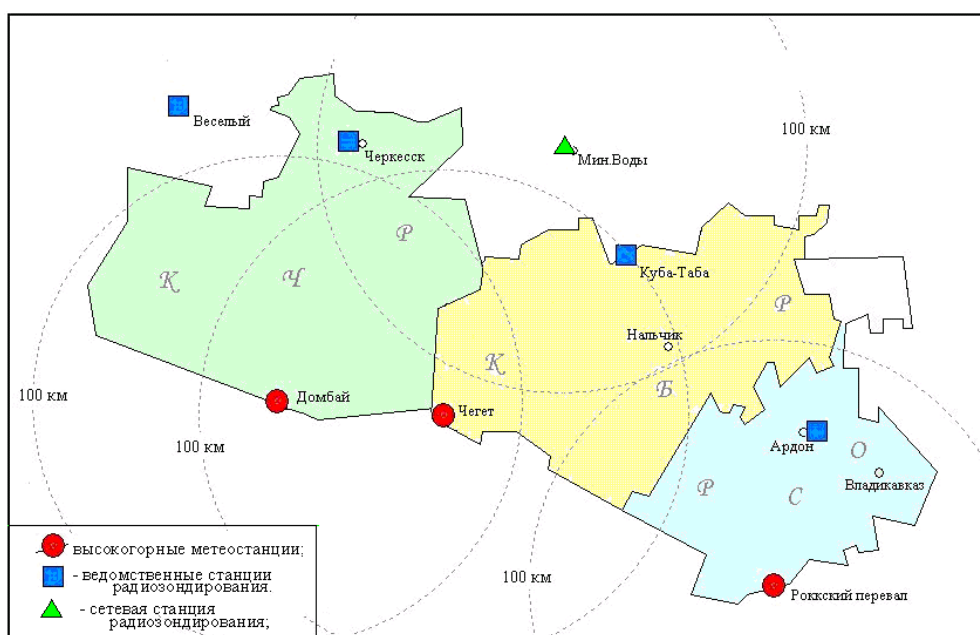 Веселый
Черкесск
100 км
Мин.Воды
К Ч Р
Куба-Таба
Нальчик
К Б Р
100 км
Домбай
Чегет
100 км
Ардон
Владикавказ
Р С О
100 км
Роккский перевал
высокогорные метеостанции;
- ведомственные станции
радиозондирования.
- сетевая станция
радиозондирования;